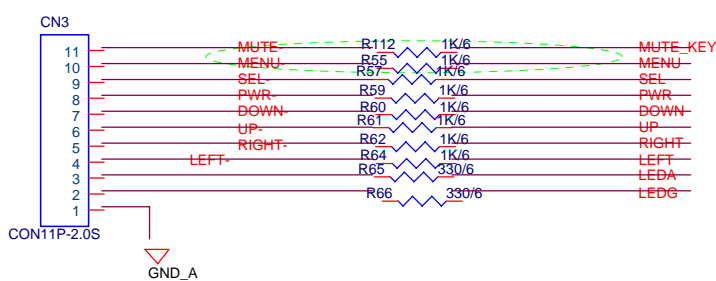 CN3
11 MUTE- R112 1K/6 MUTE_KEY
10 MENU- R55 1K/6 MENU
9 SEL- R57 1K/6 SEL
8 PWR- R59 1K/6 PWR
7 DOWN- R60 1K/6 DOWN
6 UP- R61 1K/6 UP
5 RIGHT- R62 1K/6 RIGHT
4 LEFT- R64 1K/6 LEFT
3 R65 330/6 LEDA
2 R66 330/6 LEDG
1
CON11P-2.0S
GND_A